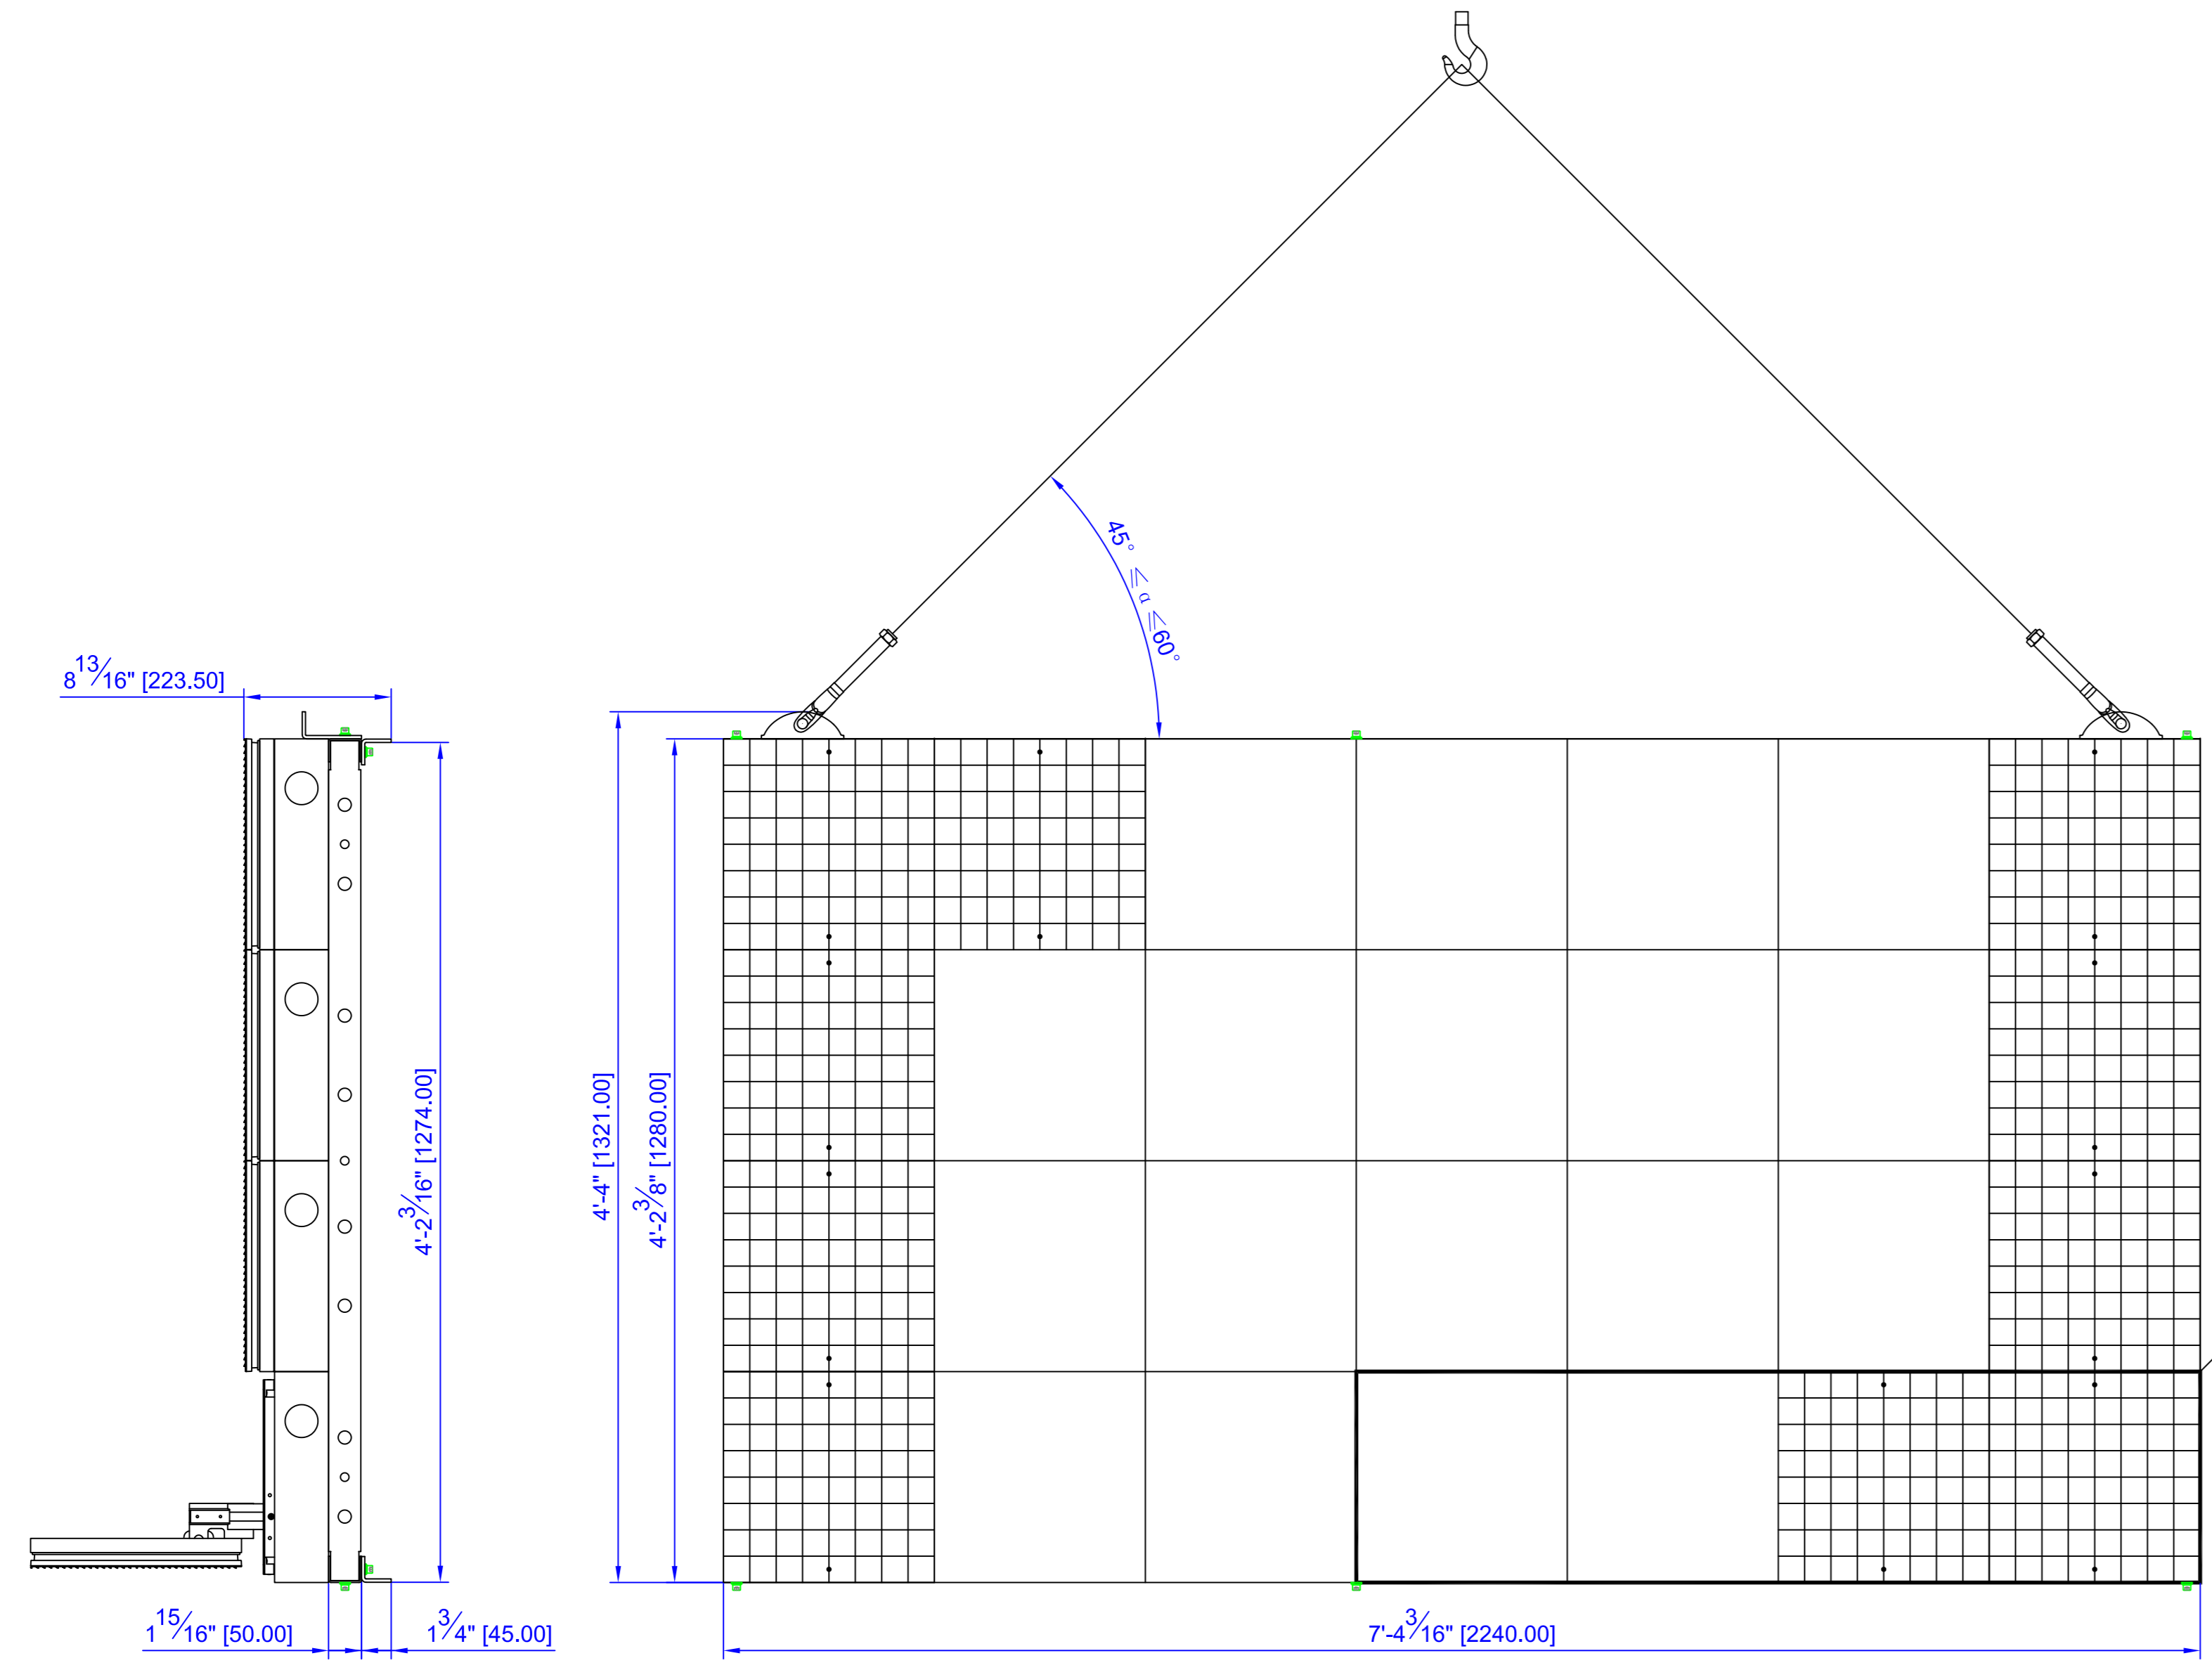 45° ≤ a ≤60°
8 13/16" [223.50]
4'-2 3/16" [1274.00]
4'-4" [1321.00]
4'-2 3/8" [1280.00]
1 15/16" [50.00]
1 3/4" [45.00]
7'-4 3/16" [2240.00]